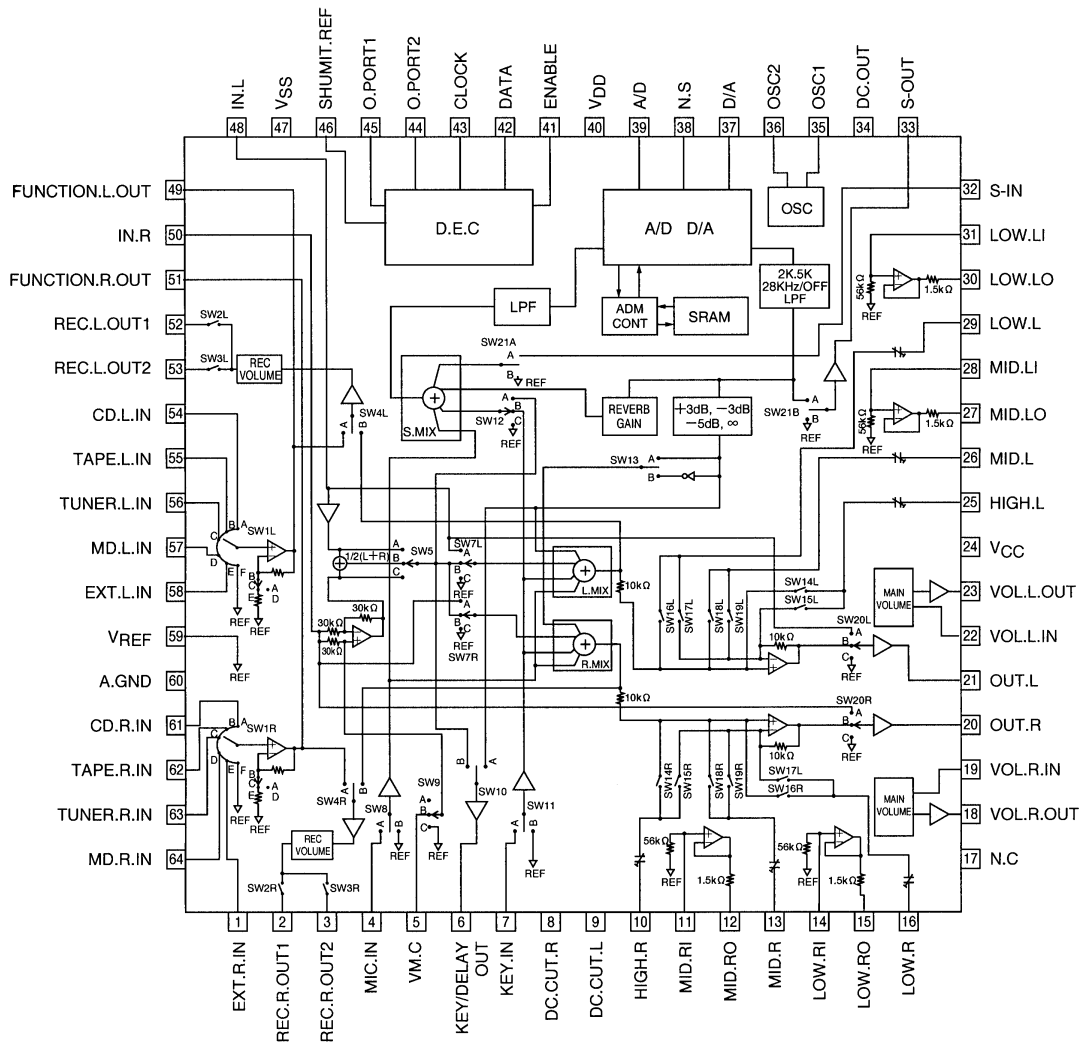 IN.L
VSS
SHUMIT.REF
O.PORT1
O.PORT2
CLOCK
DATA
ENABLE
VDD
A/D
N.S
D/A
OSC2
OSC1
DC.OUT
S-OUT
48
47
46
45
44
43
42
41
40
39
38
37
36
35
34
33
FUNCTION.L.OUT 49
IN.R 50
FUNCTION.R.OUT 51
REC.L.OUT1 52
REC.L.OUT2 53
CD.L.IN 54
TAPE.L.IN 55
TUNER.L.IN 56
MD.L.IN 57
EXT.L.IN 58
VREF 59
A.GND 60
CD.R.IN 61
TAPE.R.IN 62
TUNER.R.IN 63
MD.R.IN 64
32 S-IN
31 LOW.LI
30 LOW.LO
29 LOW.L
28 MID.LI
27 MID.LO
26 MID.L
25 HIGH.L
24 VCC
23 VOL.L.OUT
22 VOL.L.IN
21 OUT.L
20 OUT.R
19 VOL.R.IN
18 VOL.R.OUT
17 N.C
D.E.C
A/D D/A
OSC
LPF
ADM
CONT
SRAM
2K.5K
28KHz/OFF
LPF
56kΩ
1.5kΩ
REF
56kΩ
1.5kΩ
REF
SW2L
SW3L
REC
VOLUME
A
SW4L
B
SW21A
A
B
REF
S.MIX
SW12
A
B
C
REF
REVERB
GAIN
+3dB, −3dB
−5dB, ∞
A
SW21B
B
REF
SW13
A
B
A
B
C
D
E
F
SW1L
B
C
E
A
D
REF
REF
REF
1/2(L+R)
A
B
C
SW5
SW7L
A
B
C
REF
A
B
C
REF
SW7R
30kΩ
30kΩ
30kΩ
L.MIX
R.MIX
10kΩ
10kΩ
SW16L
SW17L
SW18L
SW19L
SW14L
SW15L
10kΩ
SW20L
A
B
C
REF
MAIN
VOLUME
SW20R
A
B
C
REF
10kΩ
SW14R
SW15R
SW18R
SW19R
SW17L
SW16R
MAIN
VOLUME
A
B
C
D
E
F
SW1R
B
C
E
A
D
REF
REF
A
SW4R
B
REC
VOLUME
SW2R
SW3R
SW8
A
B
REF
SW9
A
B
C
REF
B
A
SW10
SW11
A
B
REF
56kΩ
REF
1.5kΩ
56kΩ
REF
1.5kΩ
1
2
3
4
5
6
7
8
9
10
11
12
13
14
15
16
EXT.R.IN
REC.R.OUT1
REC.R.OUT2
MIC.IN
VM.C
KEY/DELAY
OUT
KEY.IN
DC.CUT.R
DC.CUT.L
HIGH.R
MID.RI
MID.RO
MID.R
LOW.RI
LOW.RO
LOW.R